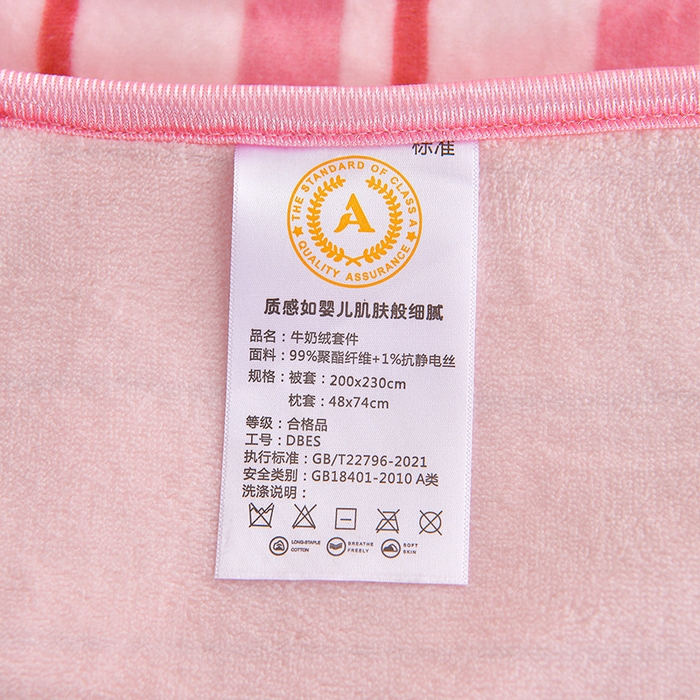 标准
THE STANDARD OF CLASS A
A
QUALITY ASSURANCE
质感如婴儿肌肤般细腻
品名：牛奶绒套件
面料：99%聚酯纤维+1%抗静电丝
规格：被套：200x230cm
枕套：48x74cm
等级：合格品
工号：DBES
执行标准：GB/T22796-2021
安全类别：GB18401-2010 A类
洗涤说明：
LONG-STAPLE COTTON
BREATHE FREELY
SOFT SKIN